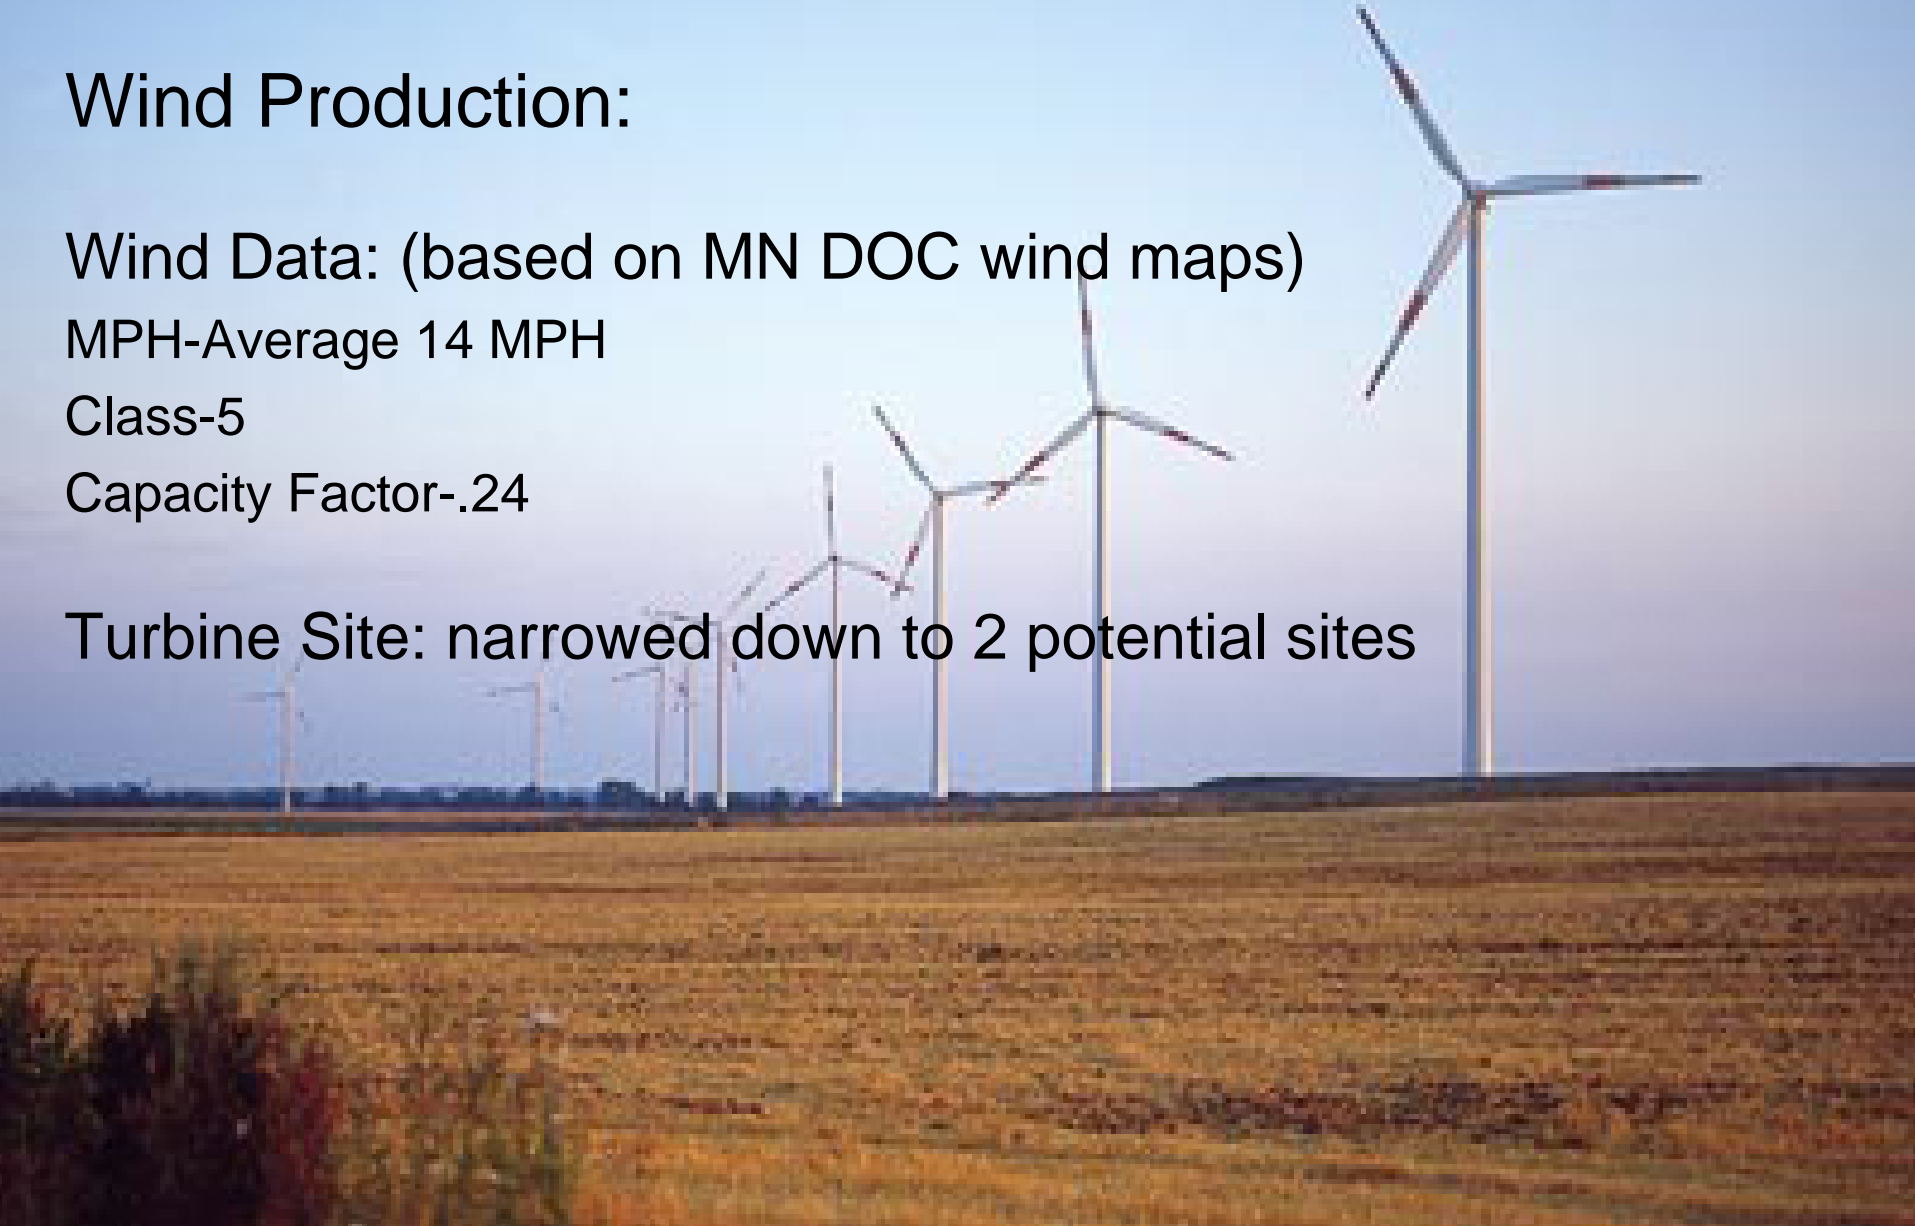 Wind Production:
Wind Data: (based on MN DOC wind maps)
MPH-Average 14 MPH
Class-5
Capacity Factor-.24
Turbine Site: narrowed down to 2 potential sites